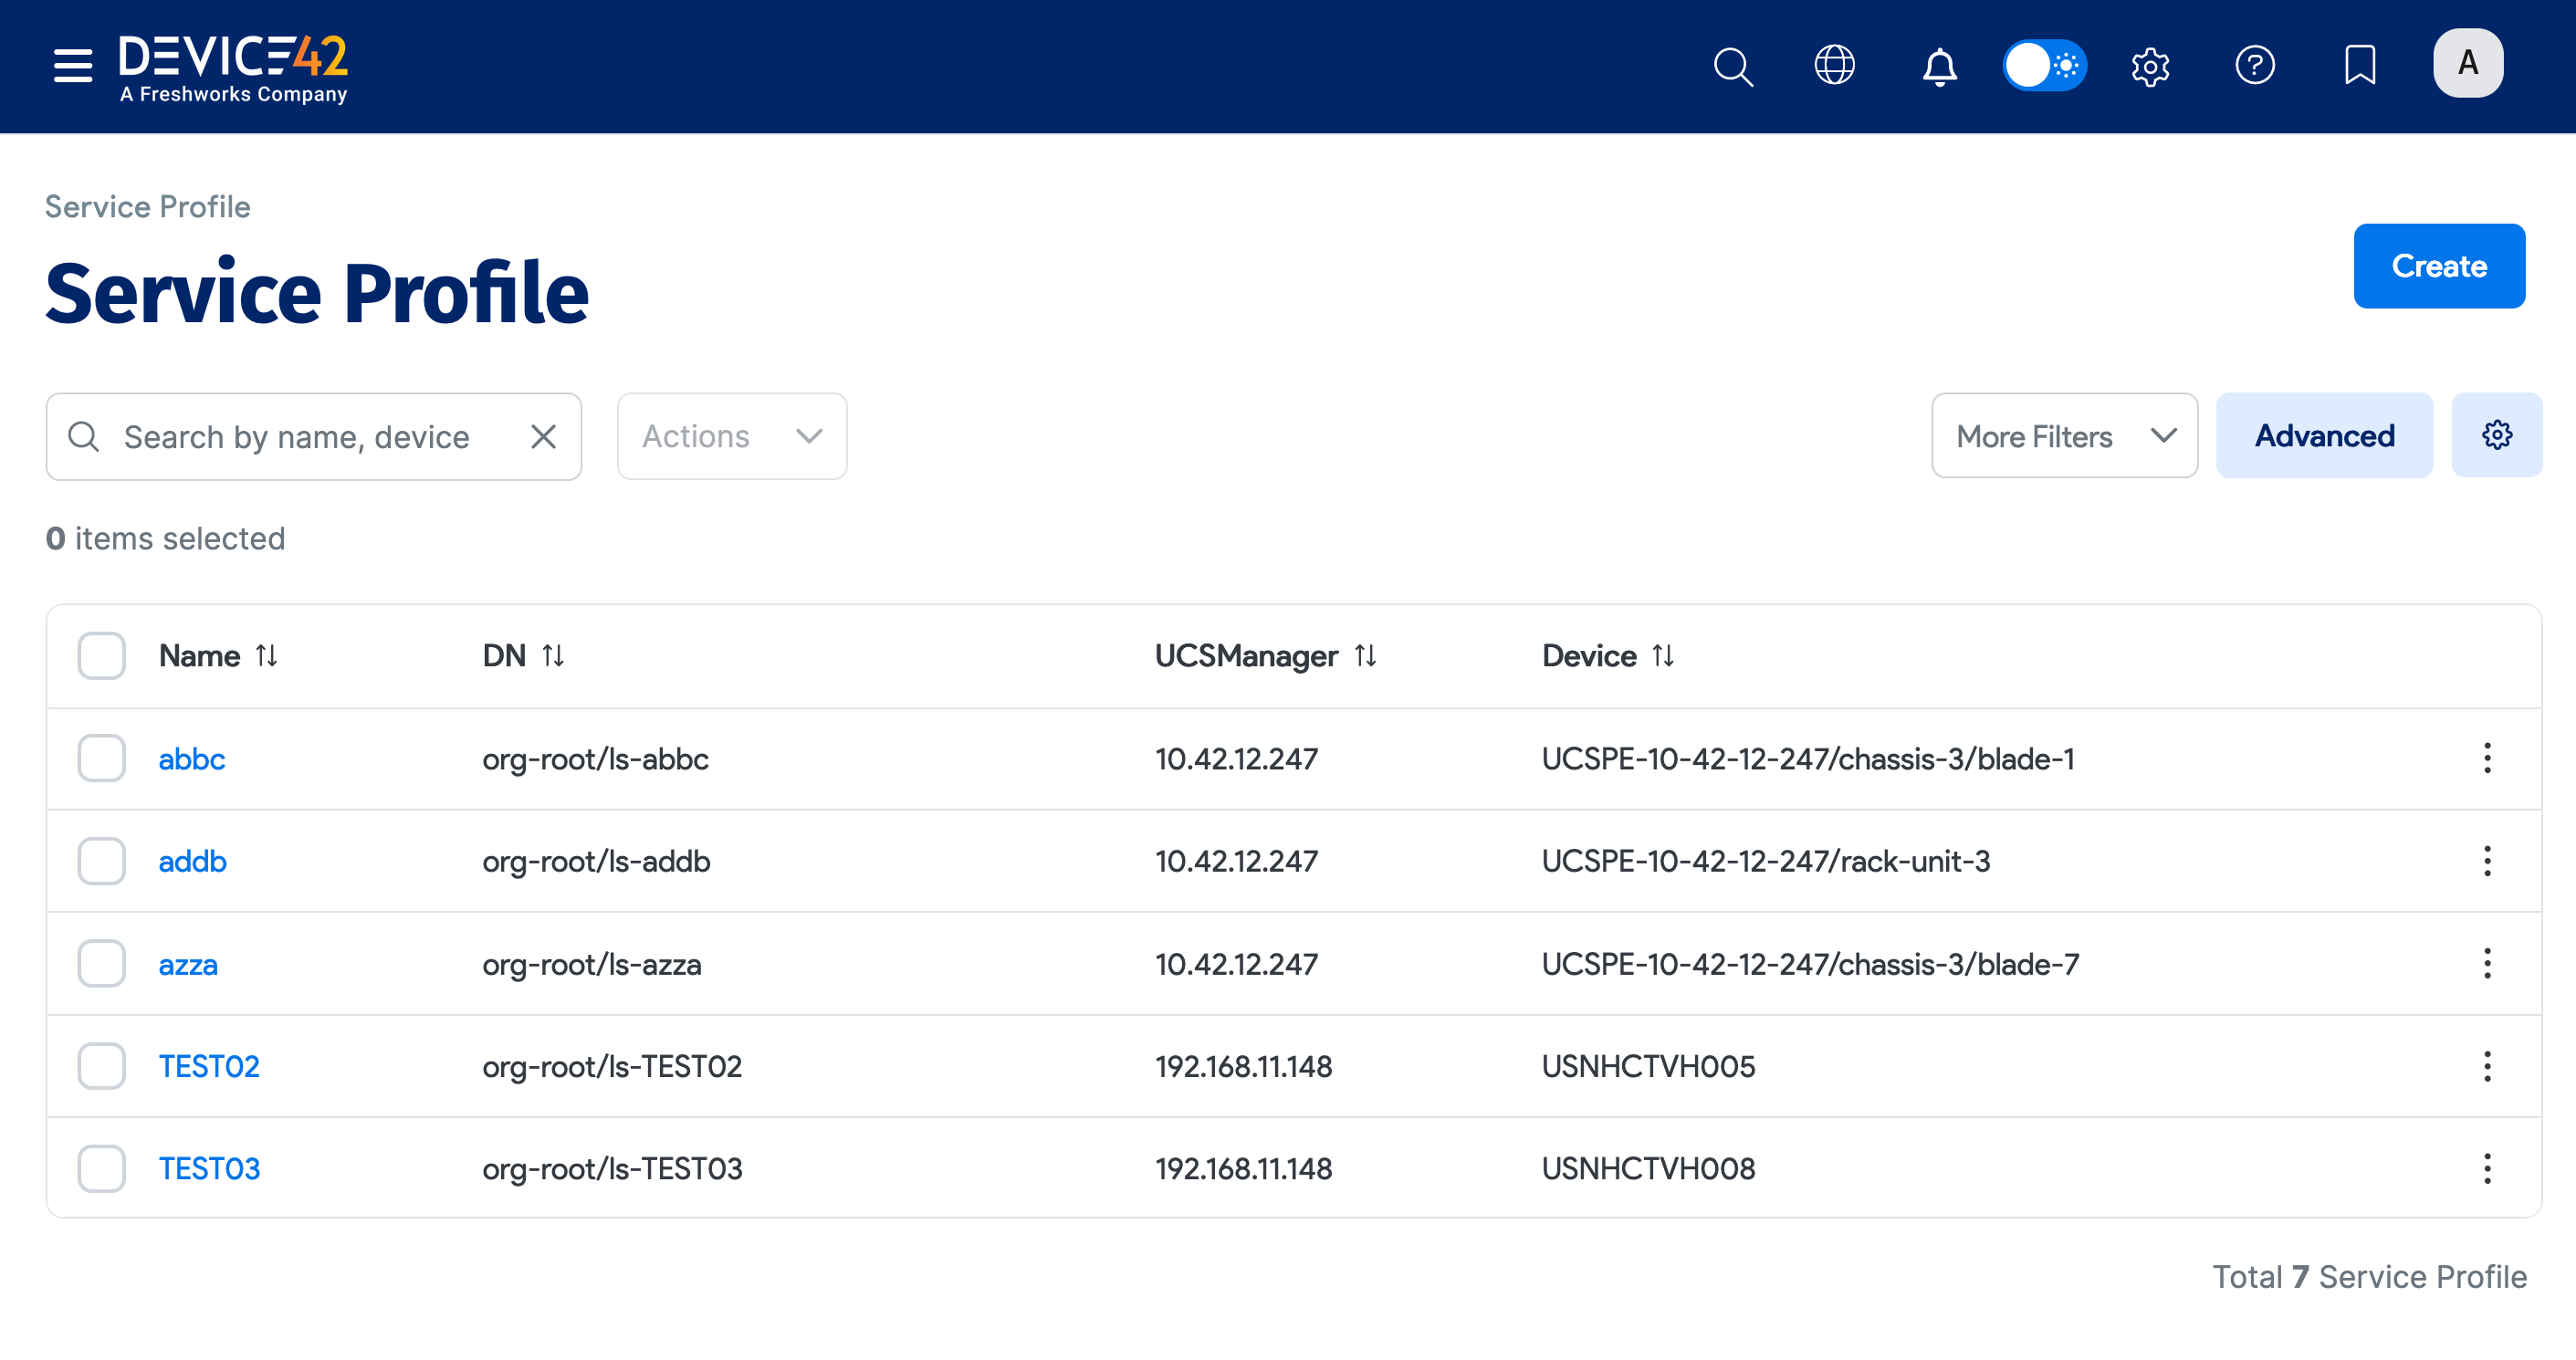 DEVICE42
A Freshworks Company
A
Service Profile
Service Profile
Create
Search by name, device
Actions
More Filters
Advanced
0 items selected
Name DN UCSManager Device
abbc org-root/ls-abbc 10.42.12.247 UCSPE-10-42-12-247/chassis-3/blade-1
addb org-root/ls-addb 10.42.12.247 UCSPE-10-42-12-247/rack-unit-3
azza org-root/ls-azza 10.42.12.247 UCSPE-10-42-12-247/chassis-3/blade-7
TEST02 org-root/ls-TEST02 192.168.11.148 USNHCTVH005
TEST03 org-root/ls-TEST03 192.168.11.148 USNHCTVH008
Total 7 Service Profile